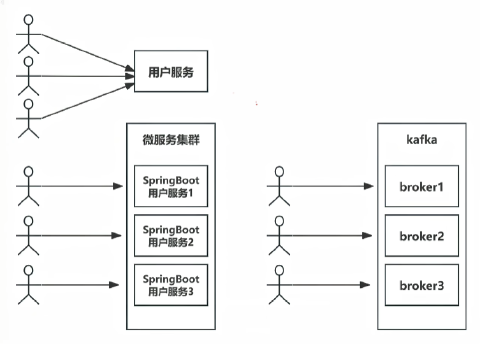 用户服务
微服务集群
SpringBoot
用户服务1
SpringBoot
用户服务2
SpringBoot
用户服务3
kafka
broker1
broker2
broker3